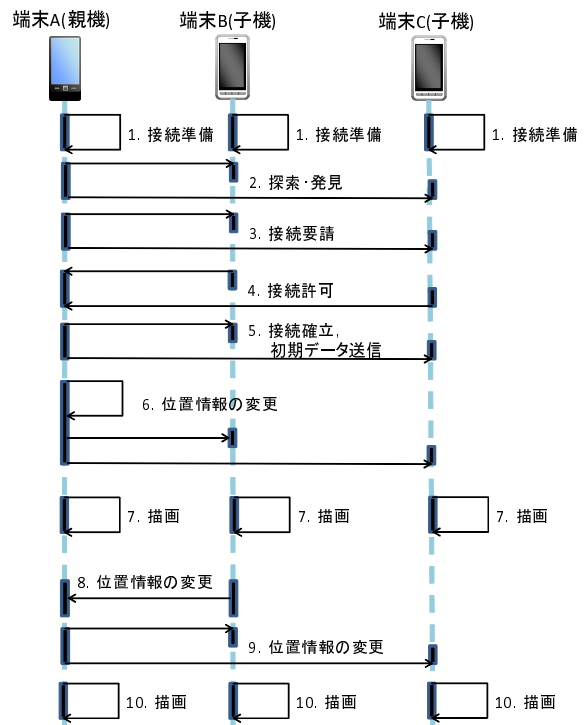 端末A(親機)
端末B(子機)
端末C(子機)
1. 接続準備
1. 接続準備
1. 接続準備
2. 探索・発見
3. 接続要請
4. 接続許可
5. 接続確立,
初期データ送信
6. 位置情報の変更
7. 描画
7. 描画
7. 描画
8. 位置情報の変更
9. 位置情報の変更
10. 描画
10. 描画
10. 描画